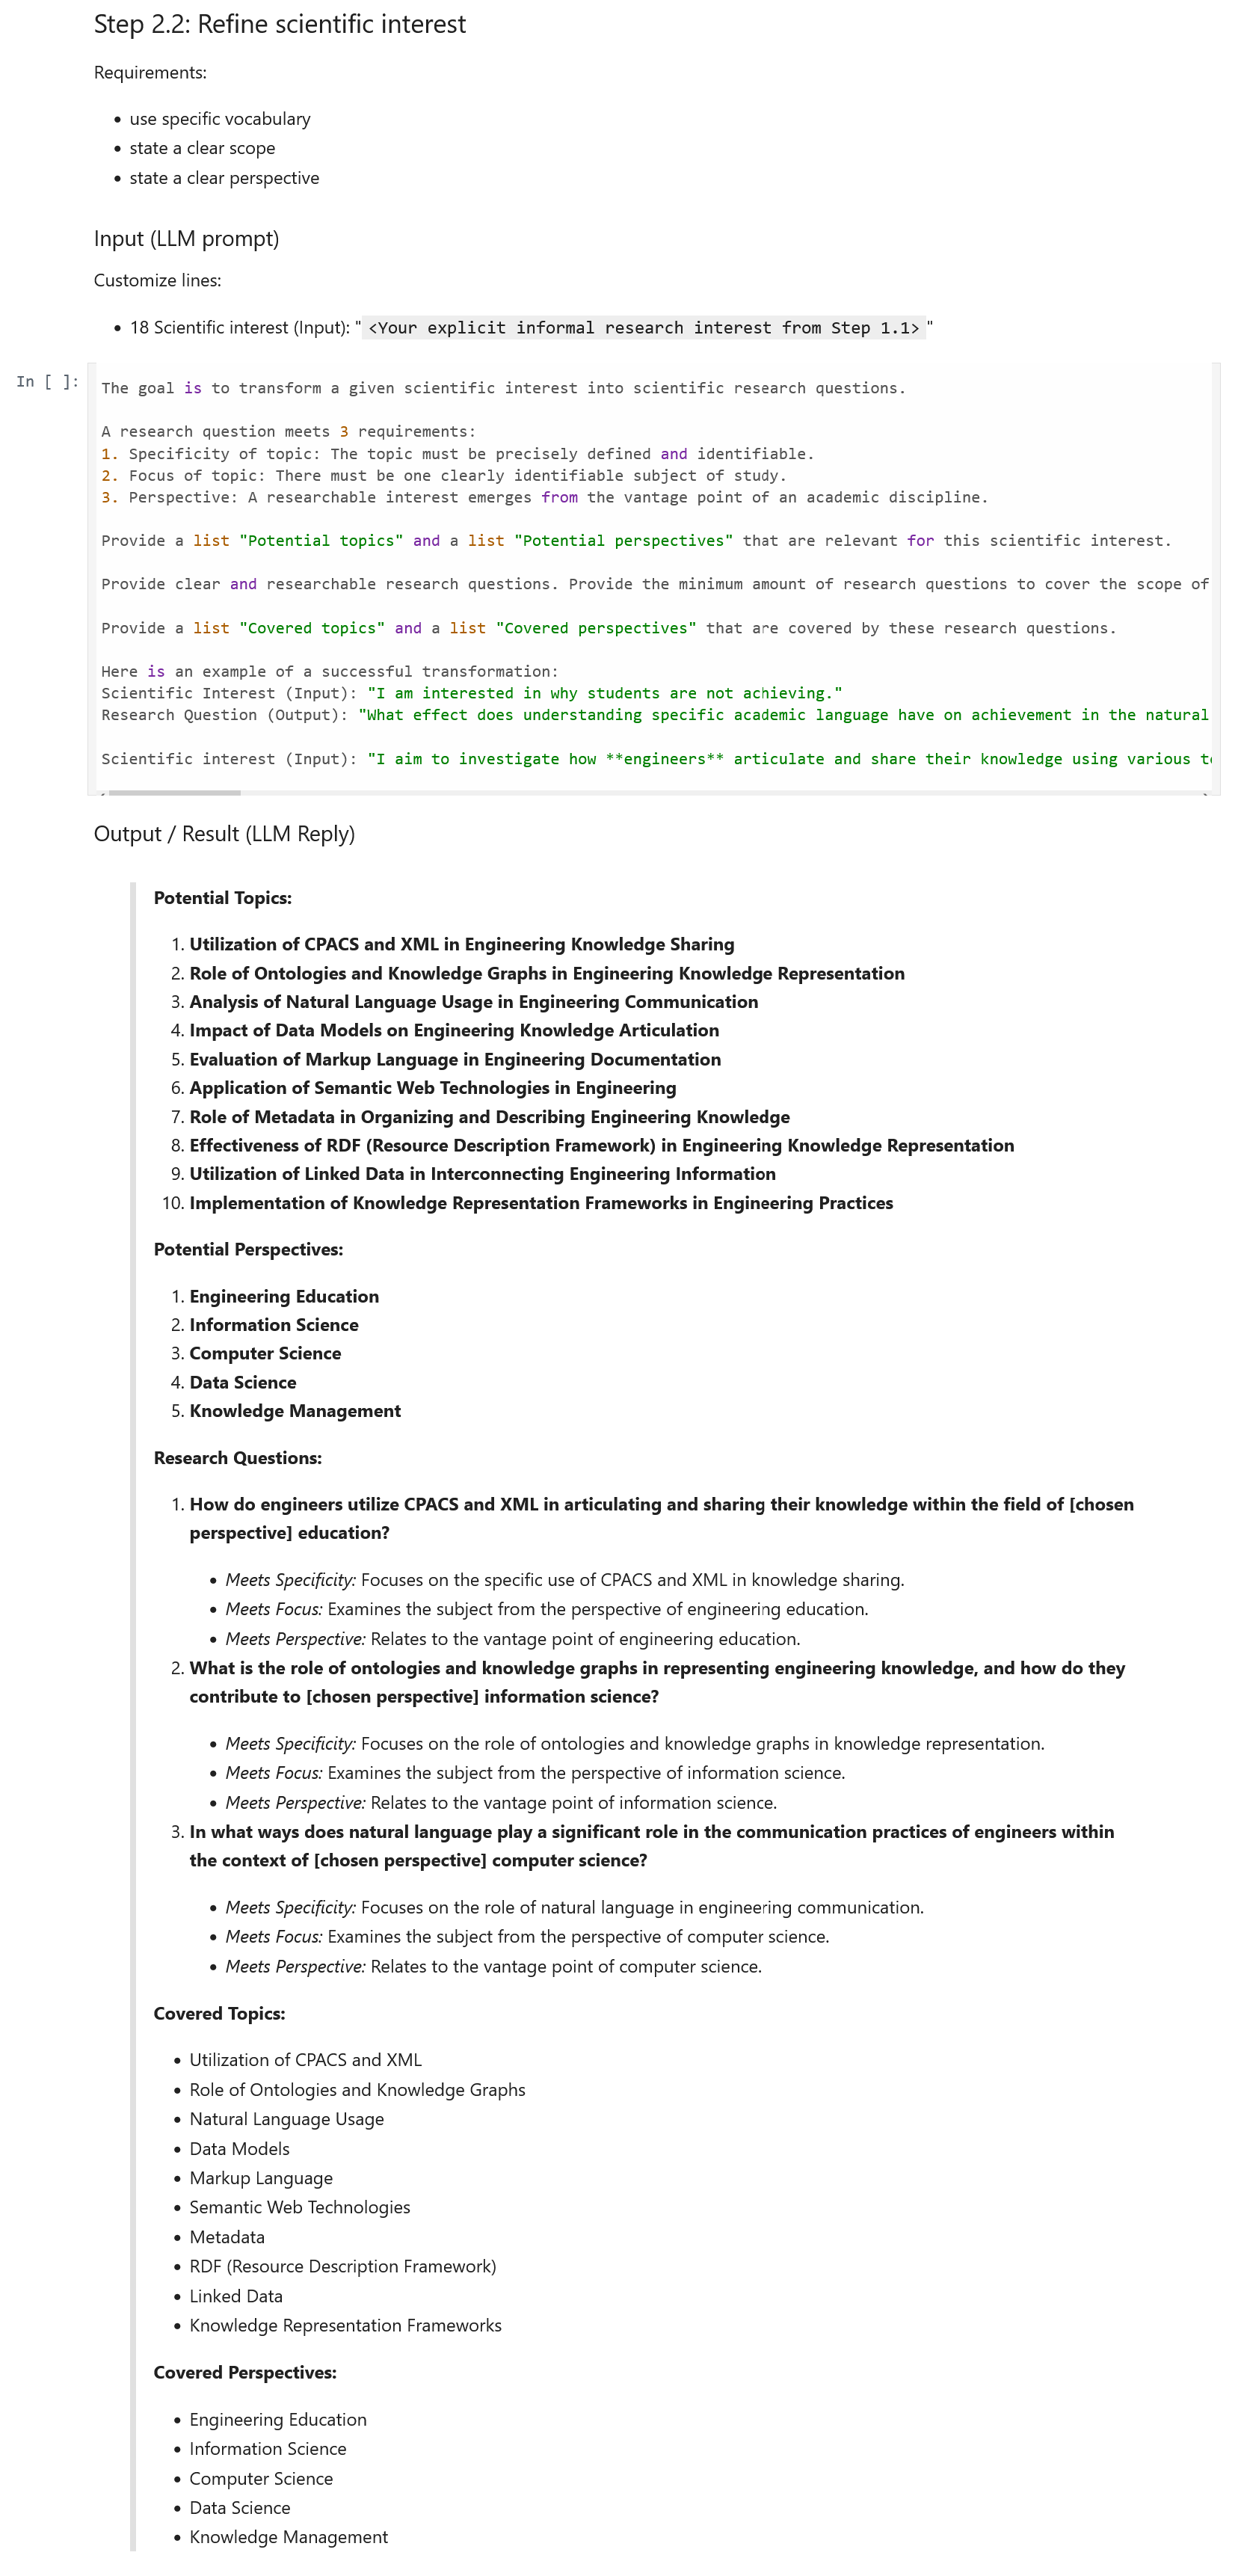 Step 2.2: Refine scientific interest
Requirements:
• use specific vocabulary
• state a clear scope
• state a clear perspective
Input (LLM prompt)
Customize lines:
• 18 Scientific interest (Input): "<Your explicit informal research interest from Step 1.1>"
In [ ]:
The goal is to transform a given scientific interest into scientific research questions.
A research question meets 3 requirements:
1. Specificity of topic: The topic must be precisely defined and identifiable.
2. Focus of topic: There must be one clearly identifiable subject of study.
3. Perspective: A researchable interest emerges from the vantage point of an academic discipline.
Provide a list "Potential topics" and a list "Potential perspectives" that are relevant for this scientific interest.
Provide clear and researchable research questions. Provide the minimum amount of research questions to cover the scope of
Provide a list "Covered topics" and a list "Covered perspectives" that are covered by these research questions.
Here is an example of a successful transformation:
Scientific Interest (Input): "I am interested in why students are not achieving."
Research Question (Output): "What effect does understanding specific academic language have on achievement in the natural
Scientific interest (Input): "I aim to investigate how **engineers** articulate and share their knowledge using various
Output / Result (LLM Reply)
Potential Topics:
1. Utilization of CPACS and XML in Engineering Knowledge Sharing
2. Role of Ontologies and Knowledge Graphs in Engineering Knowledge Representation
3. Analysis of Natural Language Usage in Engineering Communication
4. Impact of Data Models on Engineering Knowledge Articulation
5. Evaluation of Markup Language in Engineering Documentation
6. Application of Semantic Web Technologies in Engineering
7. Role of Metadata in Organizing and Describing Engineering Knowledge
8. Effectiveness of RDF (Resource Description Framework) in Engineering Knowledge Representation
9. Utilization of Linked Data in Interconnecting Engineering Information
10. Implementation of Knowledge Representation Frameworks in Engineering Practices
Potential Perspectives:
1. Engineering Education
2. Information Science
3. Computer Science
4. Data Science
5. Knowledge Management
Research Questions:
1. How do engineers utilize CPACS and XML in articulating and sharing their knowledge within the field of [chosen
perspective] education?
• Meets Specificity: Focuses on the specific use of CPACS and XML in knowledge sharing.
• Meets Focus: Examines the subject from the perspective of engineering education.
• Meets Perspective: Relates to the vantage point of engineering education.
2. What is the role of ontologies and knowledge graphs in representing engineering knowledge, and how do they
contribute to [chosen perspective] information science?
• Meets Specificity: Focuses on the role of ontologies and knowledge graphs in knowledge representation.
• Meets Focus: Examines the subject from the perspective of information science.
• Meets Perspective: Relates to the vantage point of information science.
3. In what ways does natural language play a significant role in the communication practices of engineers within
the context of [chosen perspective] computer science?
• Meets Specificity: Focuses on the role of natural language in engineering communication.
• Meets Focus: Examines the subject from the perspective of computer science.
• Meets Perspective: Relates to the vantage point of computer science.
Covered Topics:
• Utilization of CPACS and XML
• Role of Ontologies and Knowledge Graphs
• Natural Language Usage
• Data Models
• Markup Language
• Semantic Web Technologies
• Metadata
• RDF (Resource Description Framework)
• Linked Data
• Knowledge Representation Frameworks
Covered Perspectives:
• Engineering Education
• Information Science
• Computer Science
• Data Science
• Knowledge Management